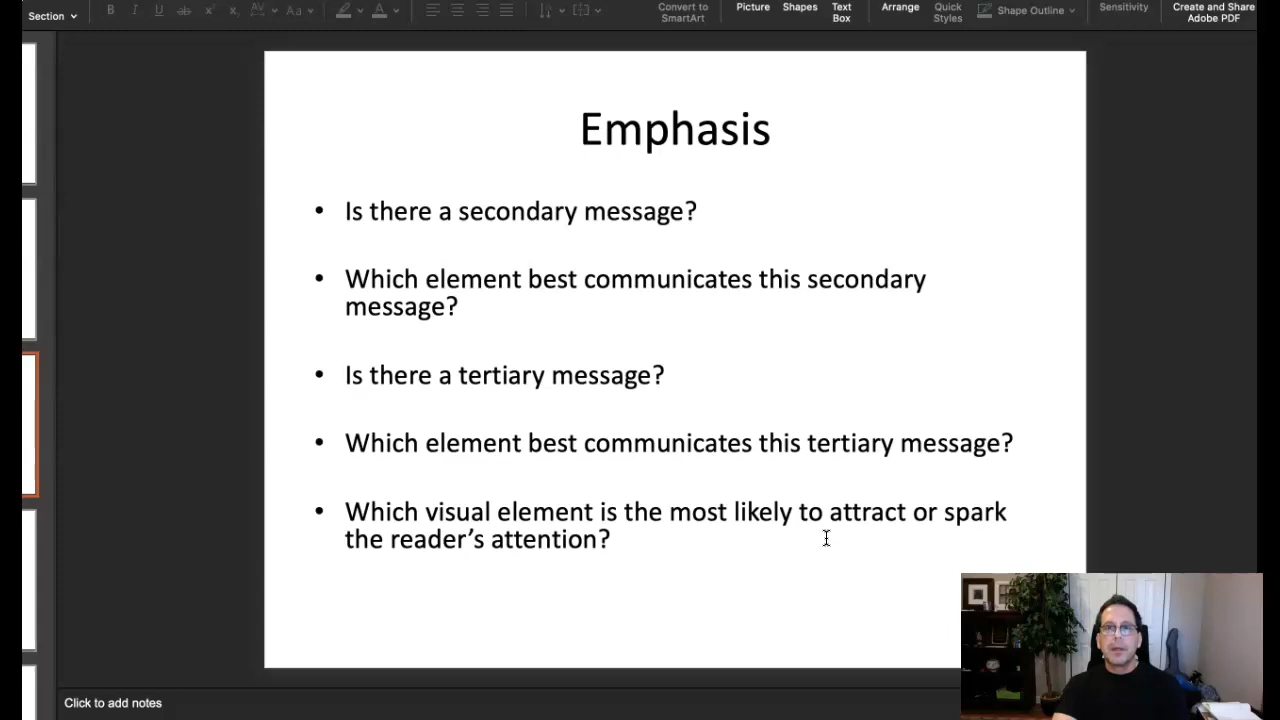 Section
B I U ab x x AV Aa A
Convert to
SmartArt
Picture
Shapes
Text
Box
Arrange
Quick
Styles
Shape Outline
Sensitivity
Create and Share
Adobe PDF
Emphasis
• Is there a secondary message?
• Which element best communicates this secondary
message?
• Is there a tertiary message?
• Which element best communicates this tertiary message?
• Which visual element is the most likely to attract or spark
the reader's attention?
Click to add notes